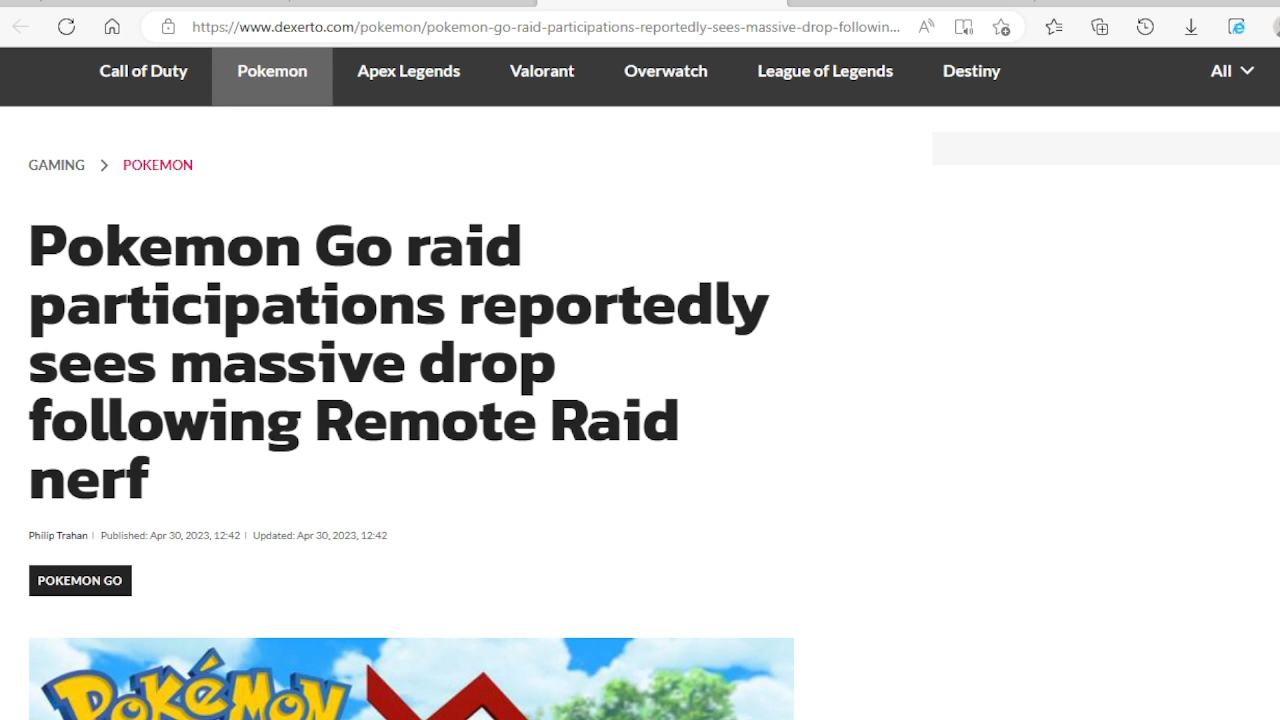 https://www.dexerto.com/pokemon/pokemon-go-raid-participations-reportedly-sees-massive-drop-followin...
Call of Duty Pokemon Apex Legends Valorant Overwatch League of Legends Destiny All
GAMING > POKEMON
Pokemon Go raid
participations reportedly
sees massive drop
following Remote Raid
nerf
Philip Trahan | Published: Apr 30, 2023, 12:42 | Updated: Apr 30, 2023, 12:42
POKEMON GO
POKéMON